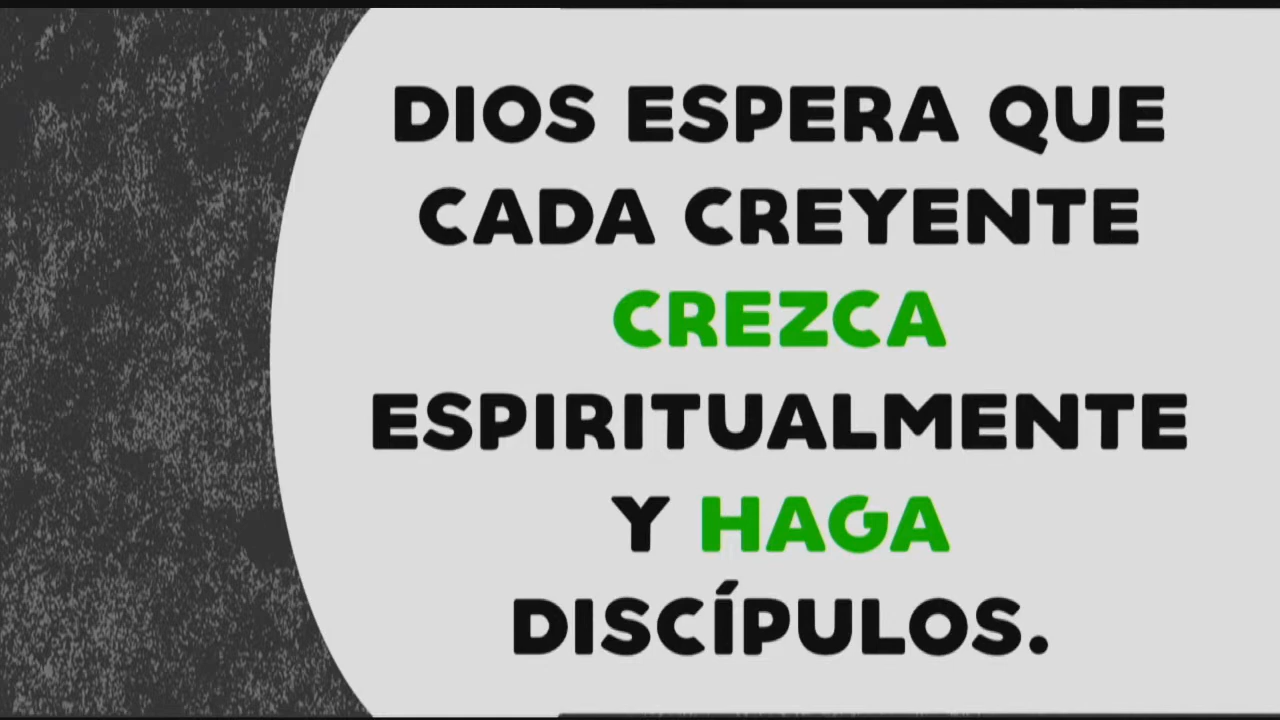 DIOS ESPERA QUE
CADA CREYENTE
CREZCA
ESPIRITUALMENTE
Y HAGA
DISCÍPULOS.